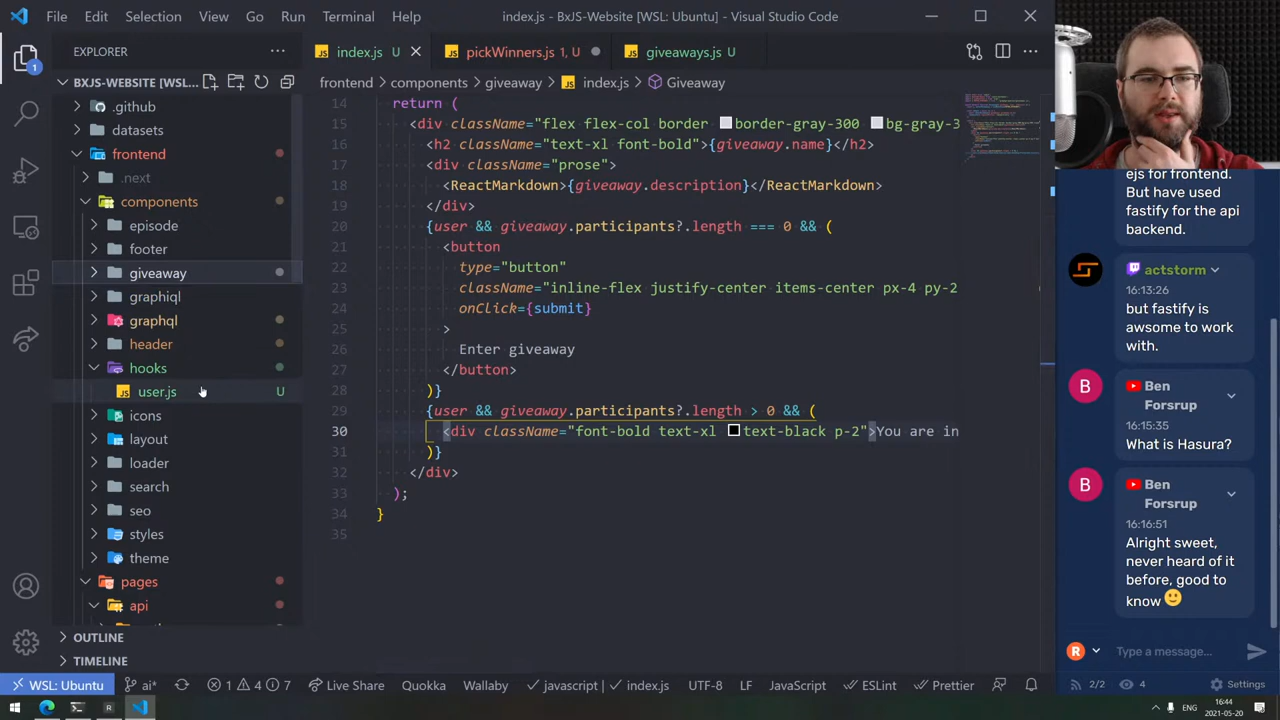 File Edit Selection View Go Run Terminal Help
index.js - BxJS-Website [WSL: Ubuntu] - Visual Studio Code
EXPLORER
BXJS-WEBSITE [WSL...
.github
datasets
frontend
.next
components
episode
footer
giveaway
graphiql
graphql
header
hooks
user.js U
icons
layout
loader
search
seo
styles
theme
pages
api
OUTLINE
TIMELINE
index.js U
pickWinners.js 1, U
giveaways.js U
frontend > components > giveaway > index.js > Giveaway
14 return (
15 <div className="flex flex-col border border-gray-300 bg-gray-3
16 <h2 className="text-xl font-bold">{giveaway.name}</h2>
17 <div className="prose">
18 <ReactMarkdown>{giveaway.description}</ReactMarkdown>
19 </div>
20 {user && giveaway.participants?.length === 0 && (
21 <button
22 type="button"
23 className="inline-flex justify-center items-center px-4 py-2
24 onClick={submit}
25 >
26 Enter giveaway
27 </button>
28 )}
29 {user && giveaway.participants?.length > 0 && (
30 <div className="font-bold text-xl text-black p-2">You are in
31 )}
32 </div>
33 );
34 }
35
ejs for frontend.
But have used
fastify for the api
backend.
actstorm
16:13:26
but fastify is
awsome to work
with.
B
Ben
Forsrup
16:15:35
What is Hasura?
B
Ben
Forsrup
16:16:51
Alright sweet,
never heard of it
before, good to
know 🙂
R
Type a message...
2/2 4 Settings
WSL: Ubuntu ai* 1 4 7 Live Share Quokka Wallaby javascript | index.js UTF-8 LF JavaScript ESLint Prettier
ENG 16:44
2021-05-20